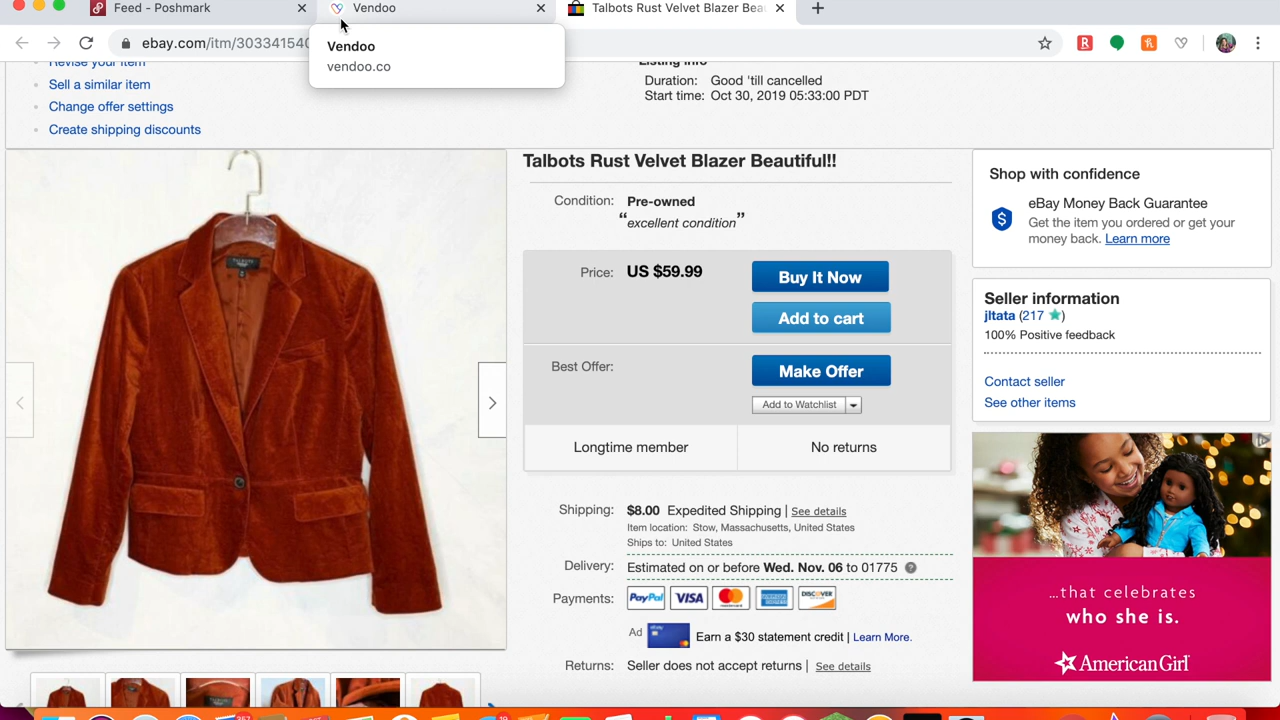 Feed - Poshmark
Vendoo
Talbots Rust Velvet Blazer Beau
ebay.com/itm/303341540
Vendoo
vendoo.co
Revise your item
Sell a similar item
Change offer settings
Create shipping discounts
Listing info
Duration: Good 'till cancelled
Start time: Oct 30, 2019 05:33:00 PDT
TALBOTS
Talbots Rust Velvet Blazer Beautiful!!
Condition: Pre-owned
“excellent condition”
Price: US $59.99
Buy It Now
Add to cart
Best Offer:
Make Offer
Add to Watchlist
Longtime member
No returns
Shipping: $8.00 Expedited Shipping | See details
Item location: Stow, Massachusetts, United States
Ships to: United States
Delivery: Estimated on or before Wed. Nov. 06 to 01775
Payments: PayPal VISA MasterCard DISCOVER
Ad Earn a $30 statement credit | Learn More.
Returns: Seller does not accept returns | See details
Shop with confidence
eBay Money Back Guarantee
Get the item you ordered or get your
money back. Learn more
Seller information
jltata (217)
100% Positive feedback
Contact seller
See other items
...that celebrates
who she is.
American Girl